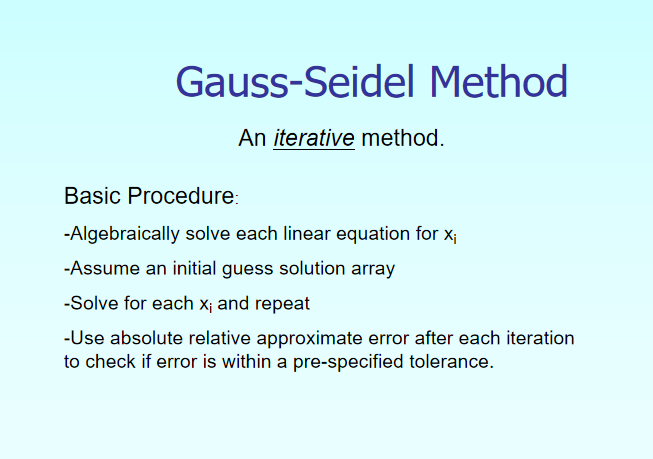 Gauss-Seidel Method
An iterative method.
Basic Procedure:
-Algebraically solve each linear equation for xi
-Assume an initial guess solution array
-Solve for each xi and repeat
-Use absolute relative approximate error after each iteration
to check if error is within a pre-specified tolerance.